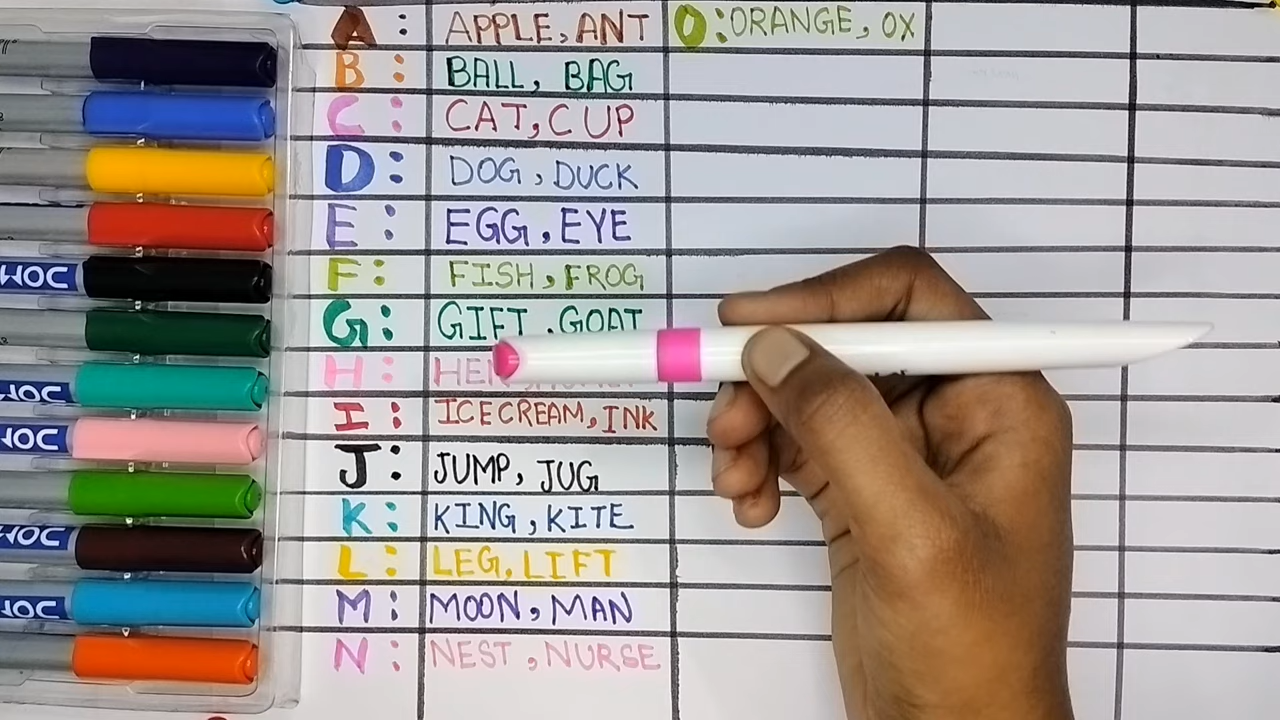 A : APPLE, ANT
B : BALL, BAG
C : CAT, CUP
D : DOG, DUCK
E : EGG, EYE
F : FISH, FROG
G : GIFT, GOAT
H : HEN
I : ICECREAM, INK
J : JUMP, JUG
K : KING, KITE
L : LEG, LIFT
M : MOON, MAN
N : NEST, NURSE
O : ORANGE, OX